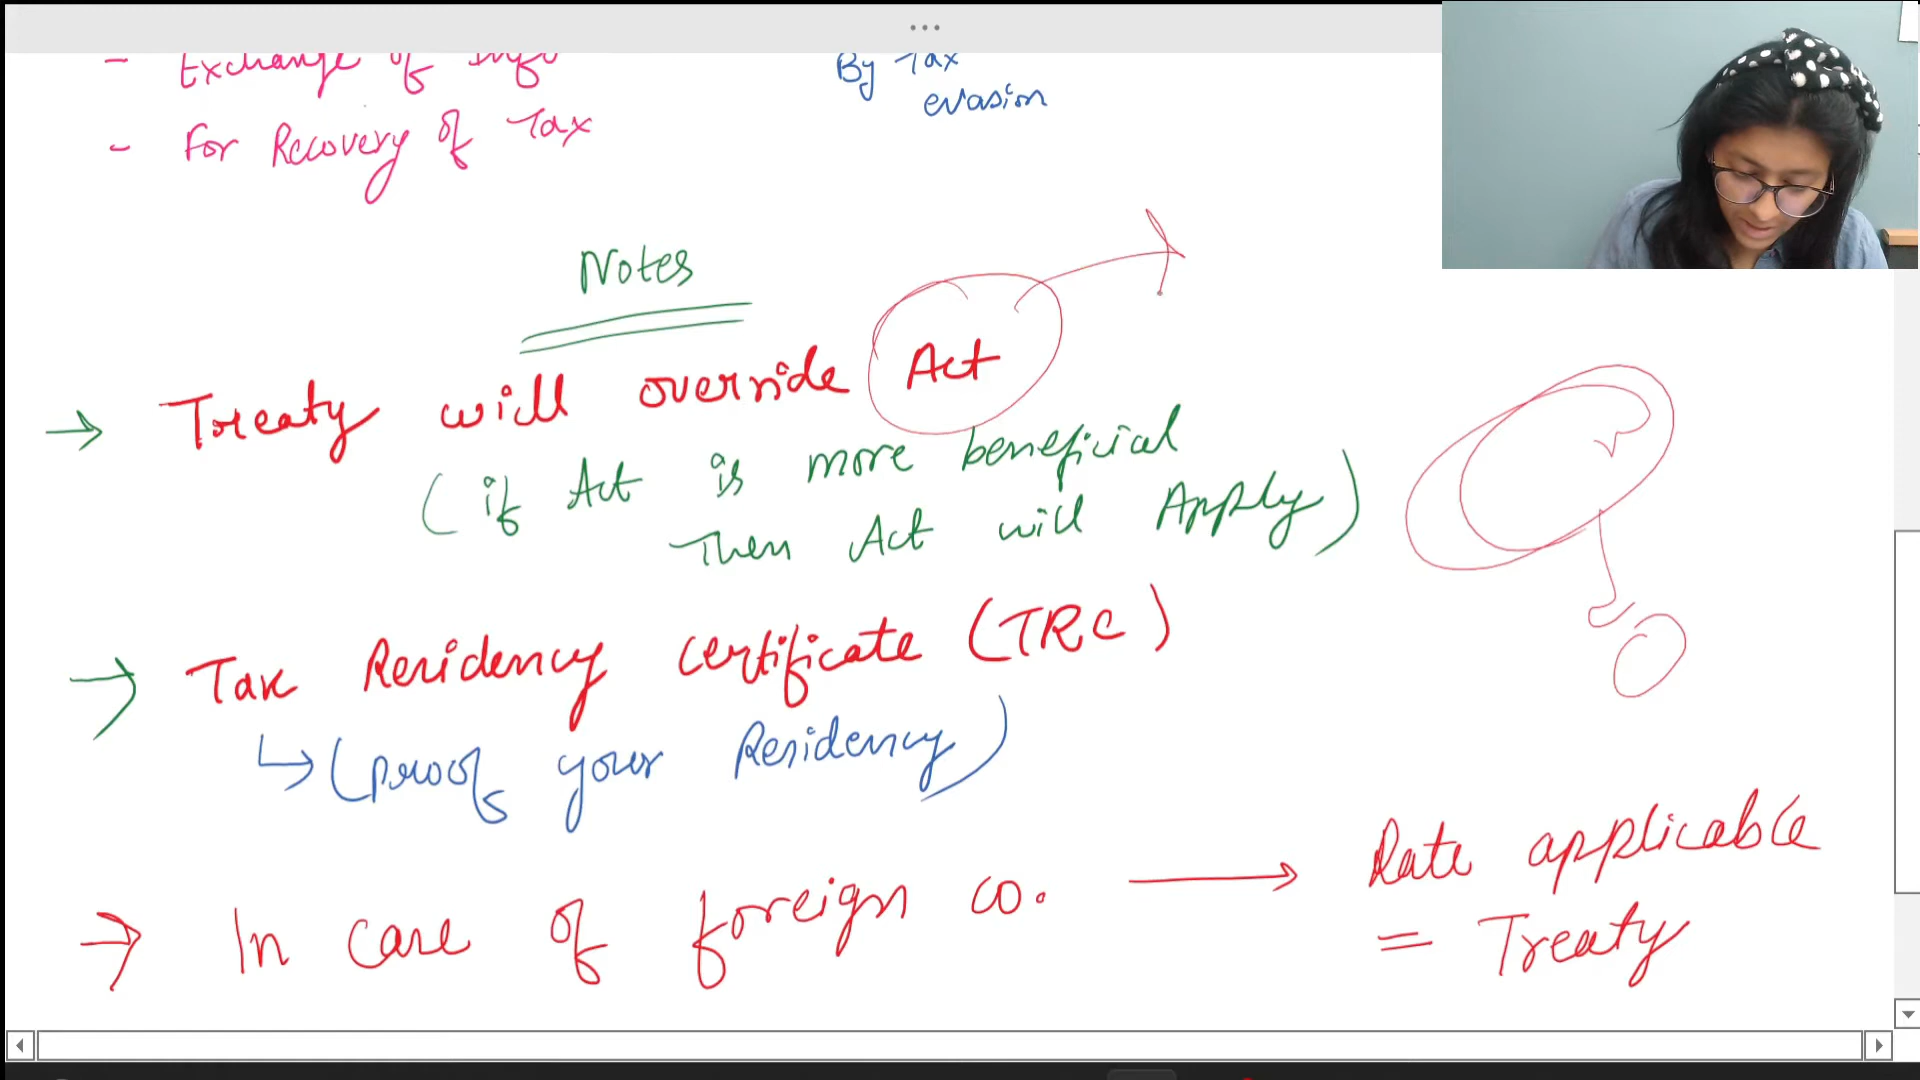 - Exchange of Info
- For Recovery of Tax
By Tax
evasion
Notes
→ Treaty will override Act
(if Act is more beneficial
Then Act will Apply)
→ Tax Residency certificate (TRC)
↳ (proofs your Residency)
→ In case of foreign co. → Rate applicable
= Treaty